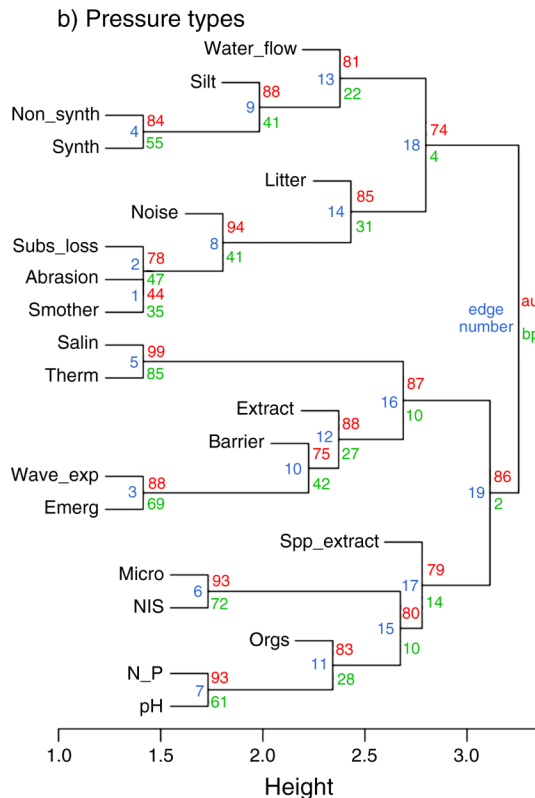 b) Pressure types
Water_flow
81
13
22
Silt
88
9
41
Non_synth
84
4
55
Synth
74
18
4
Litter
85
14
31
Noise
94
8
41
Subs_loss
78
2
47
Abrasion
44
1
35
Smother
edge
number
au
bp
Salin
99
5
85
Therm
87
16
10
Extract
88
12
27
Barrier
75
10
42
Wave_exp
88
3
69
Emerg
86
19
2
Spp_extract
79
17
14
Micro
93
6
72
NIS
80
15
10
Orgs
83
11
28
N_P
93
7
61
pH
1.0 1.5 2.0 2.5 3.0
Height